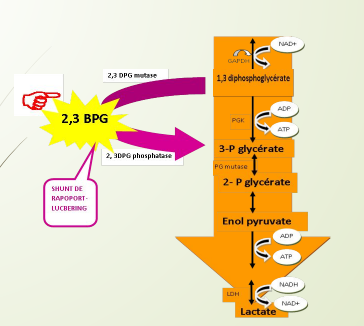 NAD+
GAPDH
2,3 DPG mutase
1,3 diphosphoglycérate
ADP
2,3 BPG
PGK
ATP
3-P glycérate
2, 3DPG phosphatase
PG mutase
2- P glycérate
SHUNT DE
RAPOPORT-
LUCBERING
Enol pyruvate
ADP
ATP
NADH
LDH
NAD+
Lactate